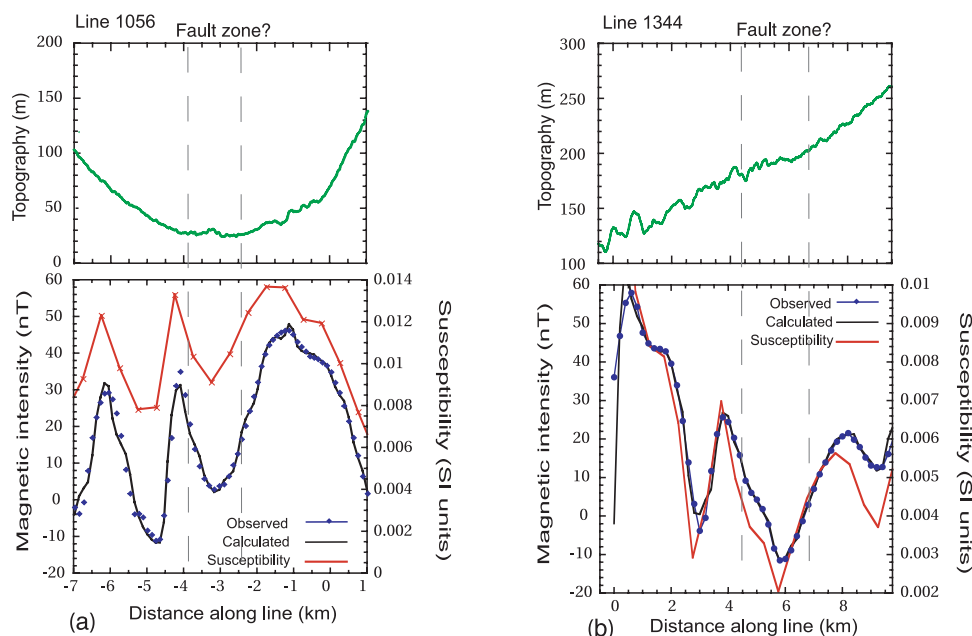 Line 1056
Fault zone?
200
150
100
50
0
Topography (m)
60
50
40
30
20
10
0
-10
-20
Magnetic intensity (nT)
0.014
0.012
0.010
0.008
0.006
0.004
0.002
0
Susceptibility (SI units)
Observed
Calculated
Susceptibility
-7 -6 -5 -4 -3 -2 -1 0 1
Distance along line (km)
(a)
Line 1344
Fault zone?
300
250
200
150
100
Topography (m)
60
50
40
30
20
10
0
-10
-20
Magnetic intensity (nT)
0.01
0.009
0.008
0.007
0.006
0.005
0.004
0.003
0.002
Susceptibility (SI units)
Observed
Calculated
Susceptibility
0 2 4 6 8
Distance along line (km)
(b)